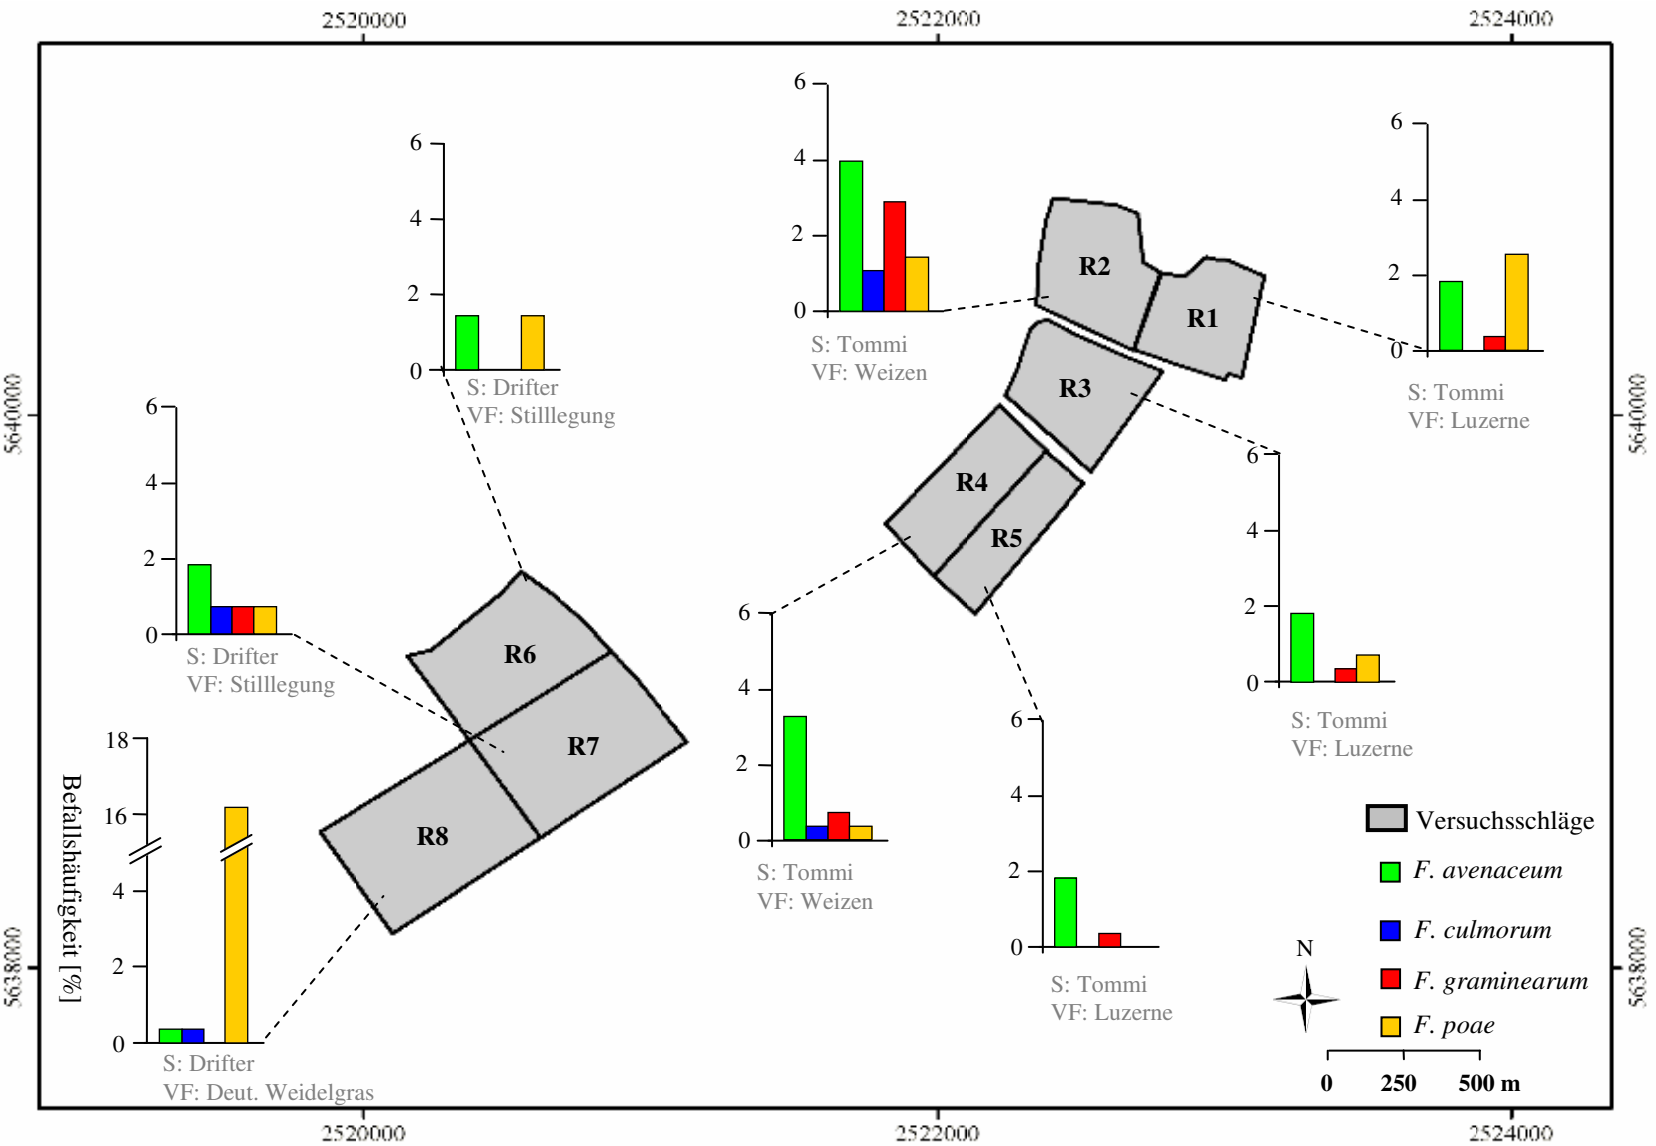 2520000
2522000
2524000
6
4
2
0
S: Tommi
VF: Weizen
6
4
2
0
S: Tommi
VF: Luzerne
6
4
2
0
S: Drifter
VF: Stilllegung
R2
R1
R3
R4
R5
5640000
5640000
6
4
2
0
S: Drifter
VF: Stilllegung
6
4
2
0
S: Tommi
VF: Luzerne
R6
R7
R8
6
4
2
0
S: Tommi
VF: Weizen
6
4
2
0
S: Tommi
VF: Luzerne
Befallshäufigkeit [%]
18
16
4
2
0
S: Drifter
VF: Deut. Weidelgras
Versuchsschläge
F. avenaceum
F. culmorum
F. graminearum
F. poae
N
0 250 500 m
5638000
5638000
2520000
2522000
2524000